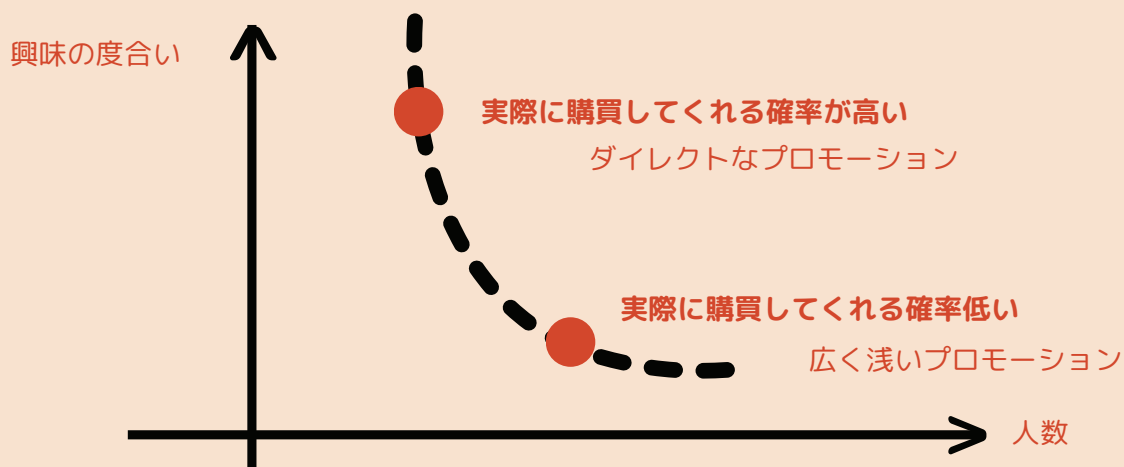 興味の度合い
実際に購買してくれる確率が高い
ダイレクトなプロモーション
実際に購買してくれる確率低い
広く浅いプロモーション
人数